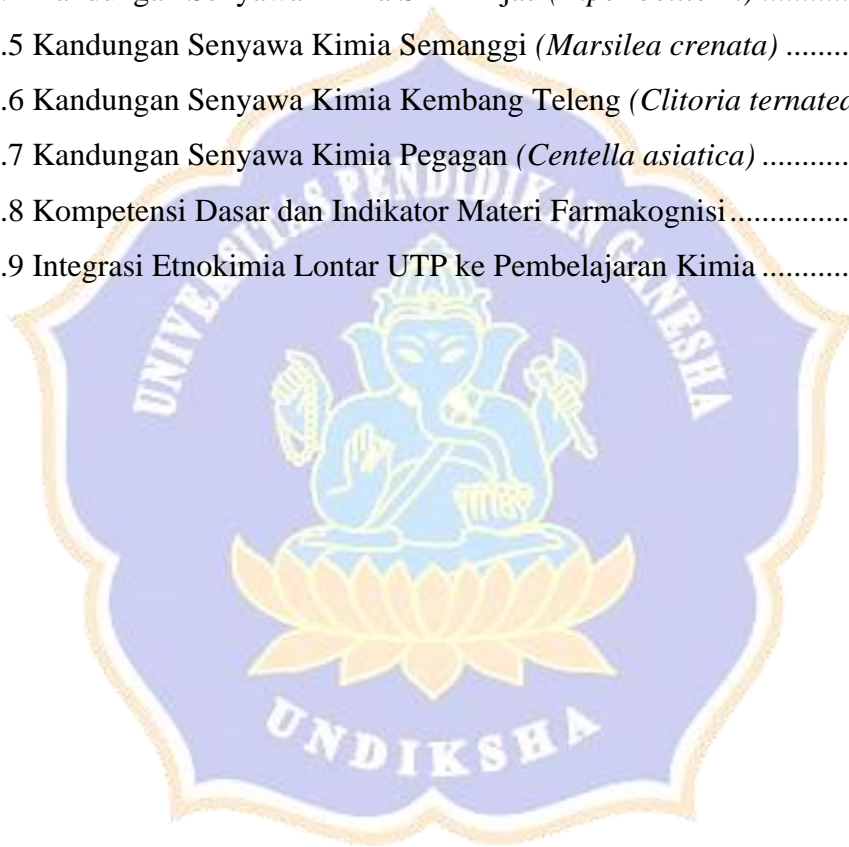 .5 Kandungan Senyawa Kimia Semanggi (Marsilea crenata) .........
.6 Kandungan Senyawa Kimia Kembang Teleng (Clitoria ternatea
.7 Kandungan Senyawa Kimia Pegagan (Centella asiatica) ............
.8 Kompetensi Dasar dan Indikator Materi Farmakognisi ...............
.9 Integrasi Etnokimia Lontar UTP ke Pembelajaran Kimia ............
UNIVERSITAS PENDIDIKAN GANESHA
UNDIKSHA